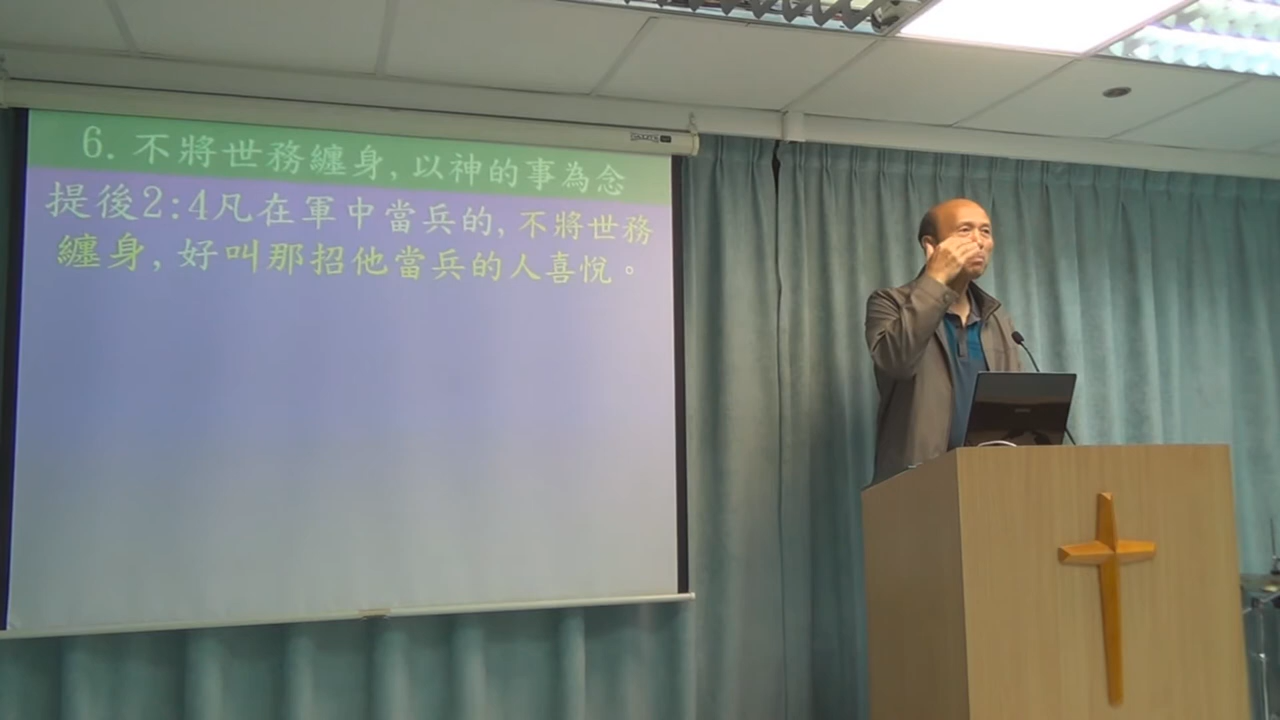 6. 不將世務纏身, 以神的事為念
提後2:4凡在軍中當兵的, 不將世務
纏身, 好叫那招他當兵的人喜悅。